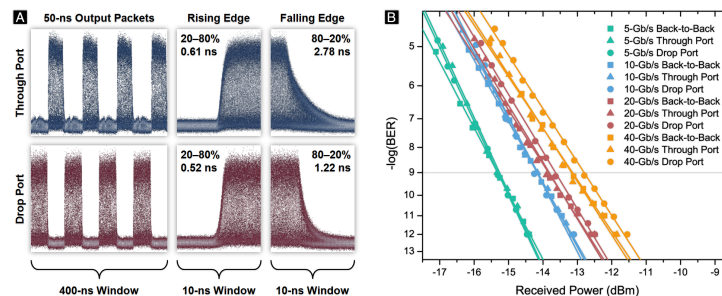 A
50-ns Output Packets
Rising Edge
Falling Edge
Through Port
20–80%
0.61 ns
80–20%
2.78 ns
Drop Port
20–80%
0.52 ns
80–20%
1.22 ns
400-ns Window
10–ns Window
10–ns Window
B
-log(BER)
5
6
7
8
9
10
11
12
13
5-Gb/s Back-to-Back
5-Gb/s Through Port
5-Gb/s Drop Port
10-Gb/s Back-to-Back
10-Gb/s Through Port
10-Gb/s Drop Port
20-Gb/s Back-to-Back
20-Gb/s Through Port
20-Gb/s Drop Port
40-Gb/s Back-to-Back
40-Gb/s Through Port
40-Gb/s Drop Port
-17 -16 -15 -14 -13 -12 -11 -10 -9
Received Power (dBm)